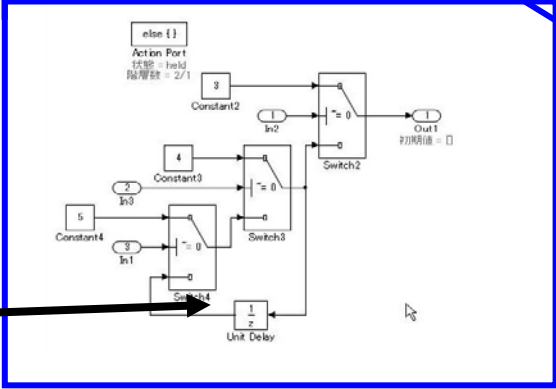 else { }
Action Port
状態 = held
階層数 = 2/1
3
Constant2
1
In2
~= 0
Switch2
1
Out1
初期値 = []
4
Constant3
2
In3
~= 0
Switch3
5
Constant4
3
In1
~= 0
Switch4
1
z
Unit Delay